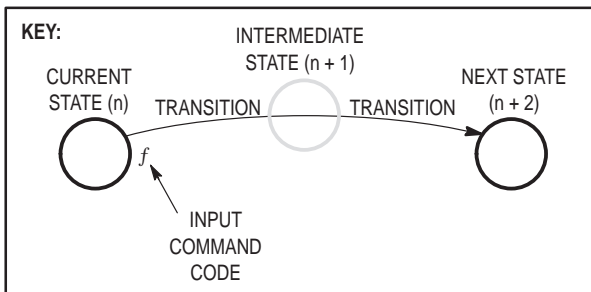 KEY:
INTERMEDIATE
STATE (n + 1)
CURRENT
STATE (n)
NEXT STATE
(n + 2)
TRANSITION
TRANSITION
f
INPUT
COMMAND
CODE